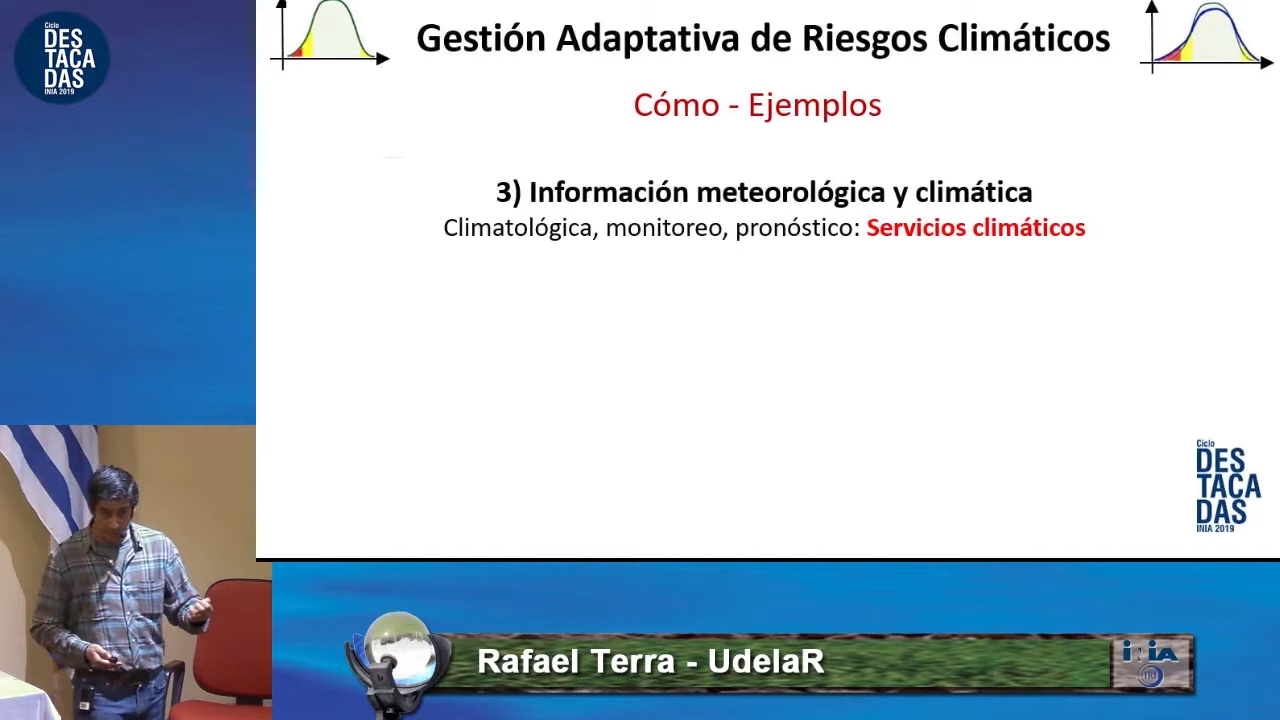 Ciclo
DES
TACA
DAS
INIA 2019
Gestión Adaptativa de Riesgos Climáticos
Cómo - Ejemplos
3) Información meteorológica y climática
Climatológica, monitoreo, pronóstico: Servicios climáticos
Ciclo
DES
TACA
DAS
INIA 2019
Rafael Terra - UdelaR
INIA